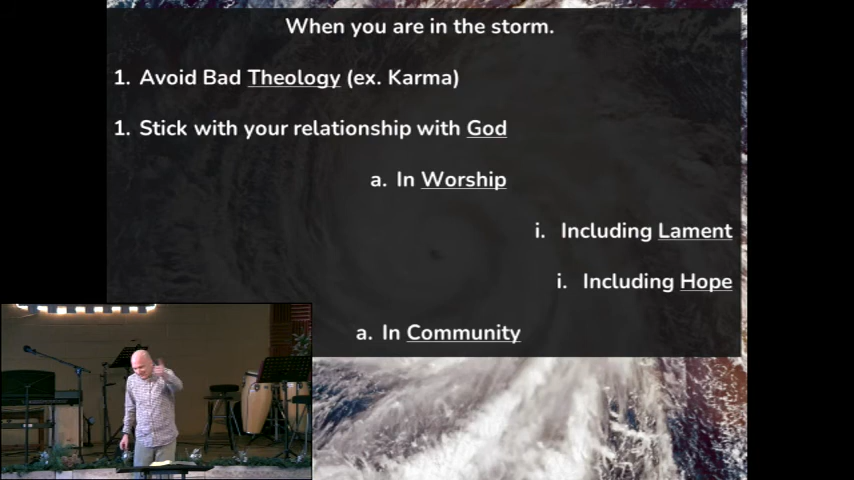 When you are in the storm.
1. Avoid Bad Theology (ex. Karma)
1. Stick with your relationship with God
a. In Worship
i. Including Lament
i. Including Hope
a. In Community